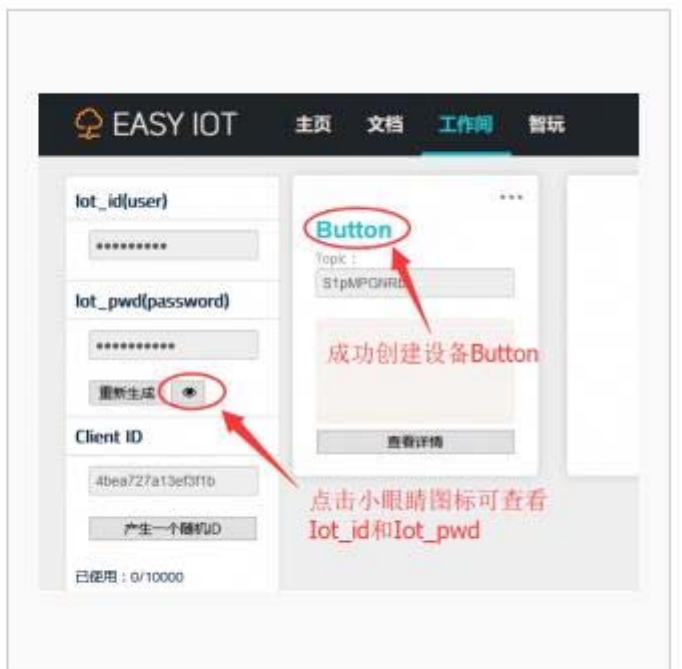 EASY IOT 主页 文档 工作间 智玩
Iot_id(user)
•••••••••
Iot_pwd(password)
••••••••••
重新生成
Client ID
4bea727a13ef3f1b
产生一个随机ID
已使用：0/10000
•••
Button
Topic：
成功创建设备Button
查看详情
点击小眼睛图标可查看
Iot_id和Iot_pwd